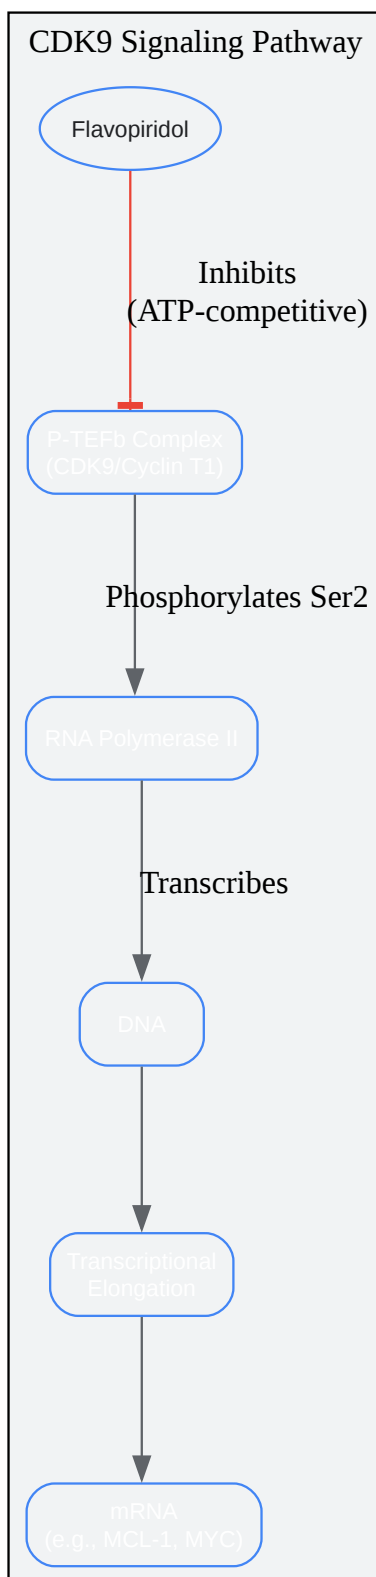 CDK9 Signaling Pathway
Flavopiridol
Inhibits
(ATP-competitive)
P-TEFb Complex
(CDK9/Cyclin T1)
Phosphorylates Ser2
RNA Polymerase II
Transcribes
DNA
Transcriptional
Elongation
mRNA
(e.g., MCL-1, MYC)